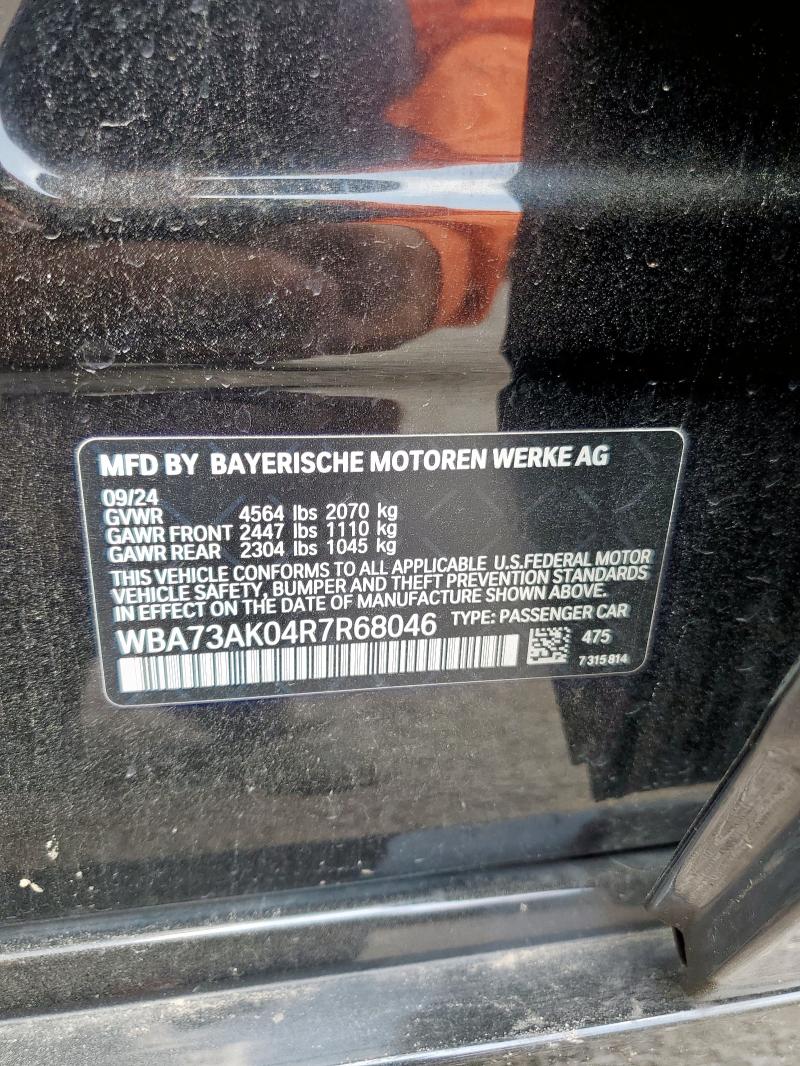 MFD BY BAYERISCHE MOTOREN WERKE AG
09/24
GVWR 4564 lbs 2070 kg
GAWR FRONT 2447 lbs 1110 kg
GAWR REAR 2304 lbs 1045 kg
THIS VEHICLE CONFORMS TO ALL APPLICABLE U.S.FEDERAL MOTOR
VEHICLE SAFETY, BUMPER AND THEFT PREVENTION STANDARDS
IN EFFECT ON THE DATE OF MANUFACTURE SHOWN ABOVE.
WBA73AK04R7R68046 TYPE: PASSENGER CAR
475
7 315 814